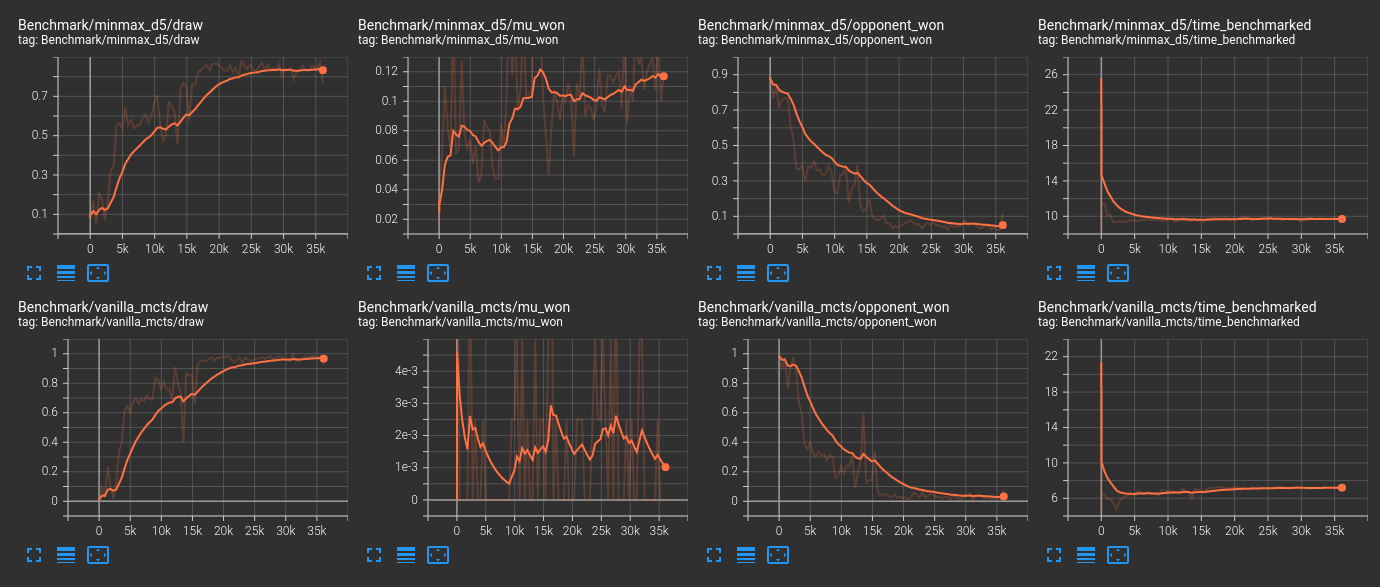 Benchmark/minmax_d5/draw
tag: Benchmark/minmax_d5/draw
0.7
0.5
0.3
0.1
0 5k 10k 15k 20k 25k 30k 35k
Benchmark/minmax_d5/mu_won
tag: Benchmark/minmax_d5/mu_won
0.12
0.1
0.08
0.06
0.04
0.02
0 5k 10k 15k 20k 25k 30k 35k
Benchmark/minmax_d5/opponent_won
tag: Benchmark/minmax_d5/opponent_won
0.9
0.7
0.5
0.3
0.1
0 5k 10k 15k 20k 25k 30k 35k
Benchmark/minmax_d5/time_benchmarked
tag: Benchmark/minmax_d5/time_benchmarked
26
22
18
14
10
0 5k 10k 15k 20k 25k 30k 35k
Benchmark/vanilla_mcts/draw
tag: Benchmark/vanilla_mcts/draw
1
0.8
0.6
0.4
0.2
0
0 5k 10k 15k 20k 25k 30k 35k
Benchmark/vanilla_mcts/mu_won
tag: Benchmark/vanilla_mcts/mu_won
4e-3
3e-3
2e-3
1e-3
0
0 5k 10k 15k 20k 25k 30k 35k
Benchmark/vanilla_mcts/opponent_won
tag: Benchmark/vanilla_mcts/opponent_won
1
0.8
0.6
0.4
0.2
0
0 5k 10k 15k 20k 25k 30k 35k
Benchmark/vanilla_mcts/time_benchmarked
tag: Benchmark/vanilla_mcts/time_benchmarked
22
18
14
10
6
0 5k 10k 15k 20k 25k 30k 35k